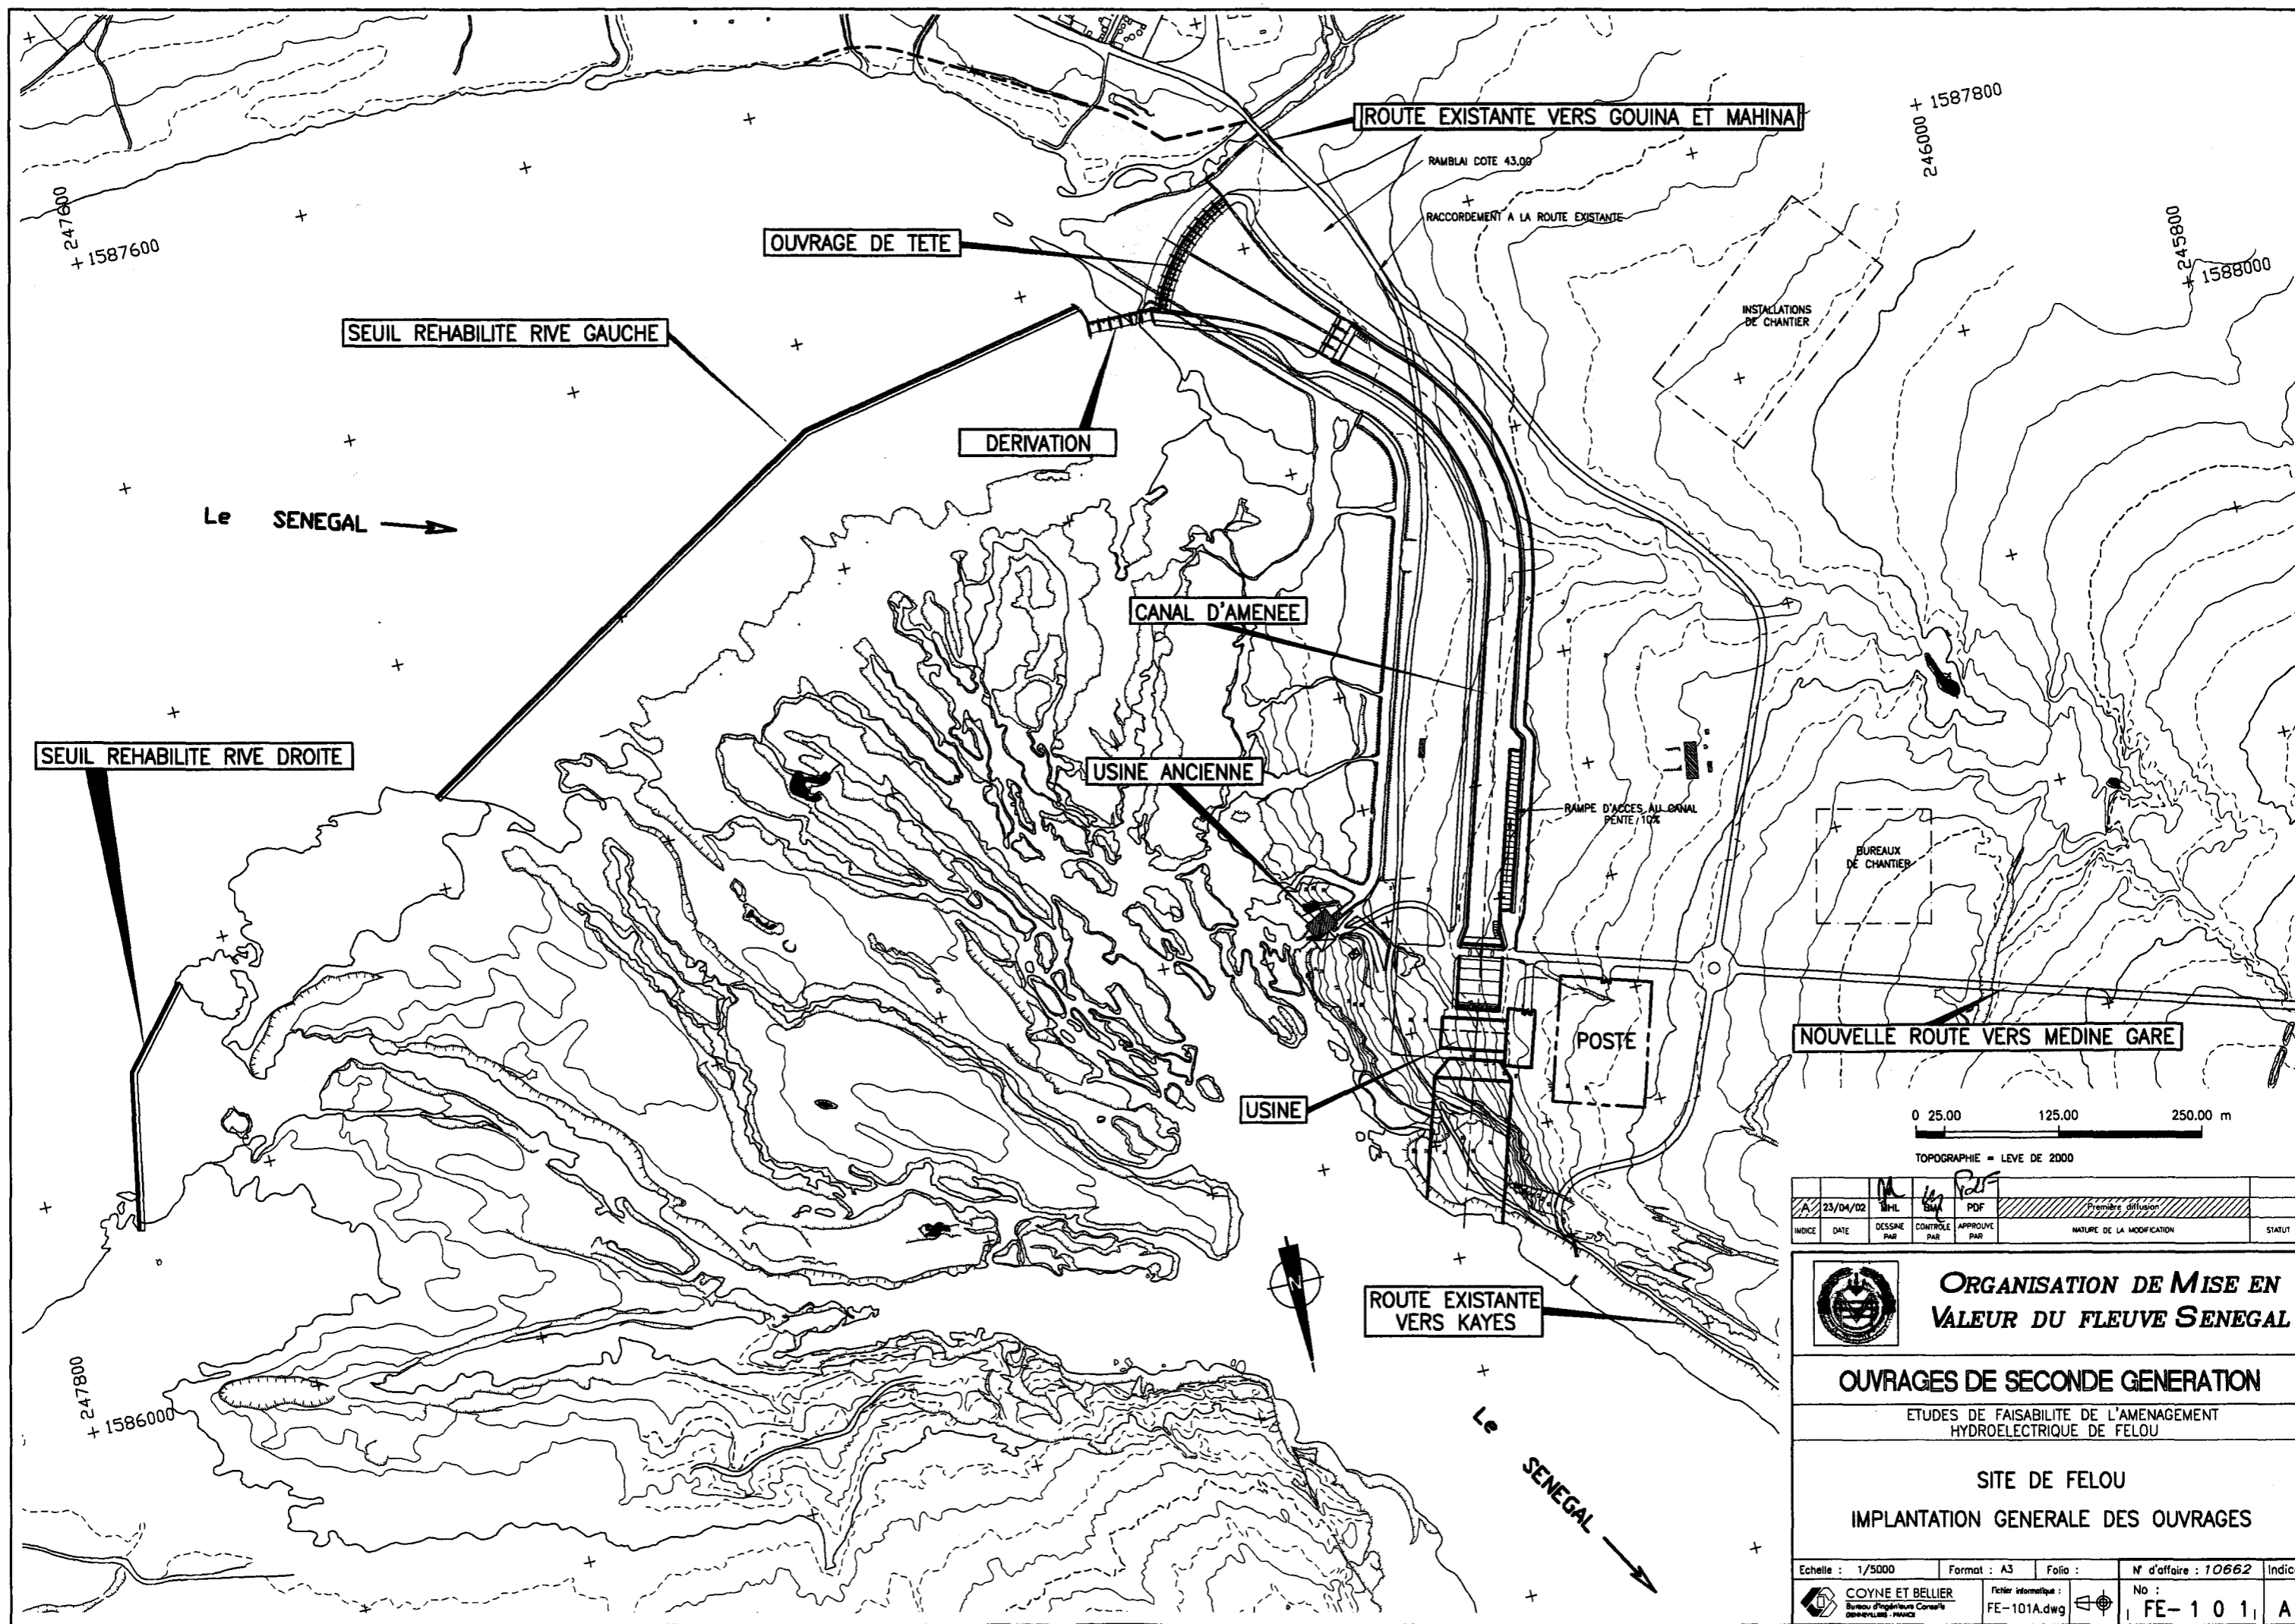 ROUTE EXISTANTE VERS GOUINA ET MAHINA
RAMBLAI COTE 43.00
RACCORDEMENT A LA ROUTE EXISTANTE
246000
1587800
247600
1587600
245800
1588000
OUVRAGE DE TETE
INSTALLATIONS
DE CHANTIER
SEUIL REHABILITE RIVE GAUCHE
DERIVATION
Le SENEGAL
CANAL D'AMENEE
SEUIL REHABILITE RIVE DROITE
USINE ANCIENNE
RAMPE D'ACCES AU CANAL
PENTE 10%
BUREAUX
DE CHANTIER
POSTE
NOUVELLE ROUTE VERS MEDINE GARE
USINE
0 25.00 125.00 250.00 m
TOPOGRAPHIE = LEVE DE 2000
N
ROUTE EXISTANTE
VERS KAYES
247800
1586000
Le SENEGAL
A 23/04/02 MHL PDF Première diffusion
INDICE DATE DESSINE PAR CONTROLE PAR APPROUVE PAR NATURE DE LA MODIFICATION STATUT
ORGANISATION DE MISE EN
VALEUR DU FLEUVE SENEGAL
OUVRAGES DE SECONDE GENERATION
ETUDES DE FAISABILITE DE L'AMENAGEMENT
HYDROELECTRIQUE DE FELOU
SITE DE FELOU
IMPLANTATION GENERALE DES OUVRAGES
Echelle : 1/5000 Format : A3 Folio : N° d'affaire : 10662 Indic
COYNE ET BELLIER
Bureau d'Ingénieurs Conseils
GENNEVILLIERS - FRANCE
Fichier informatique :
FE-101A.dwg
No :
FE-101 A